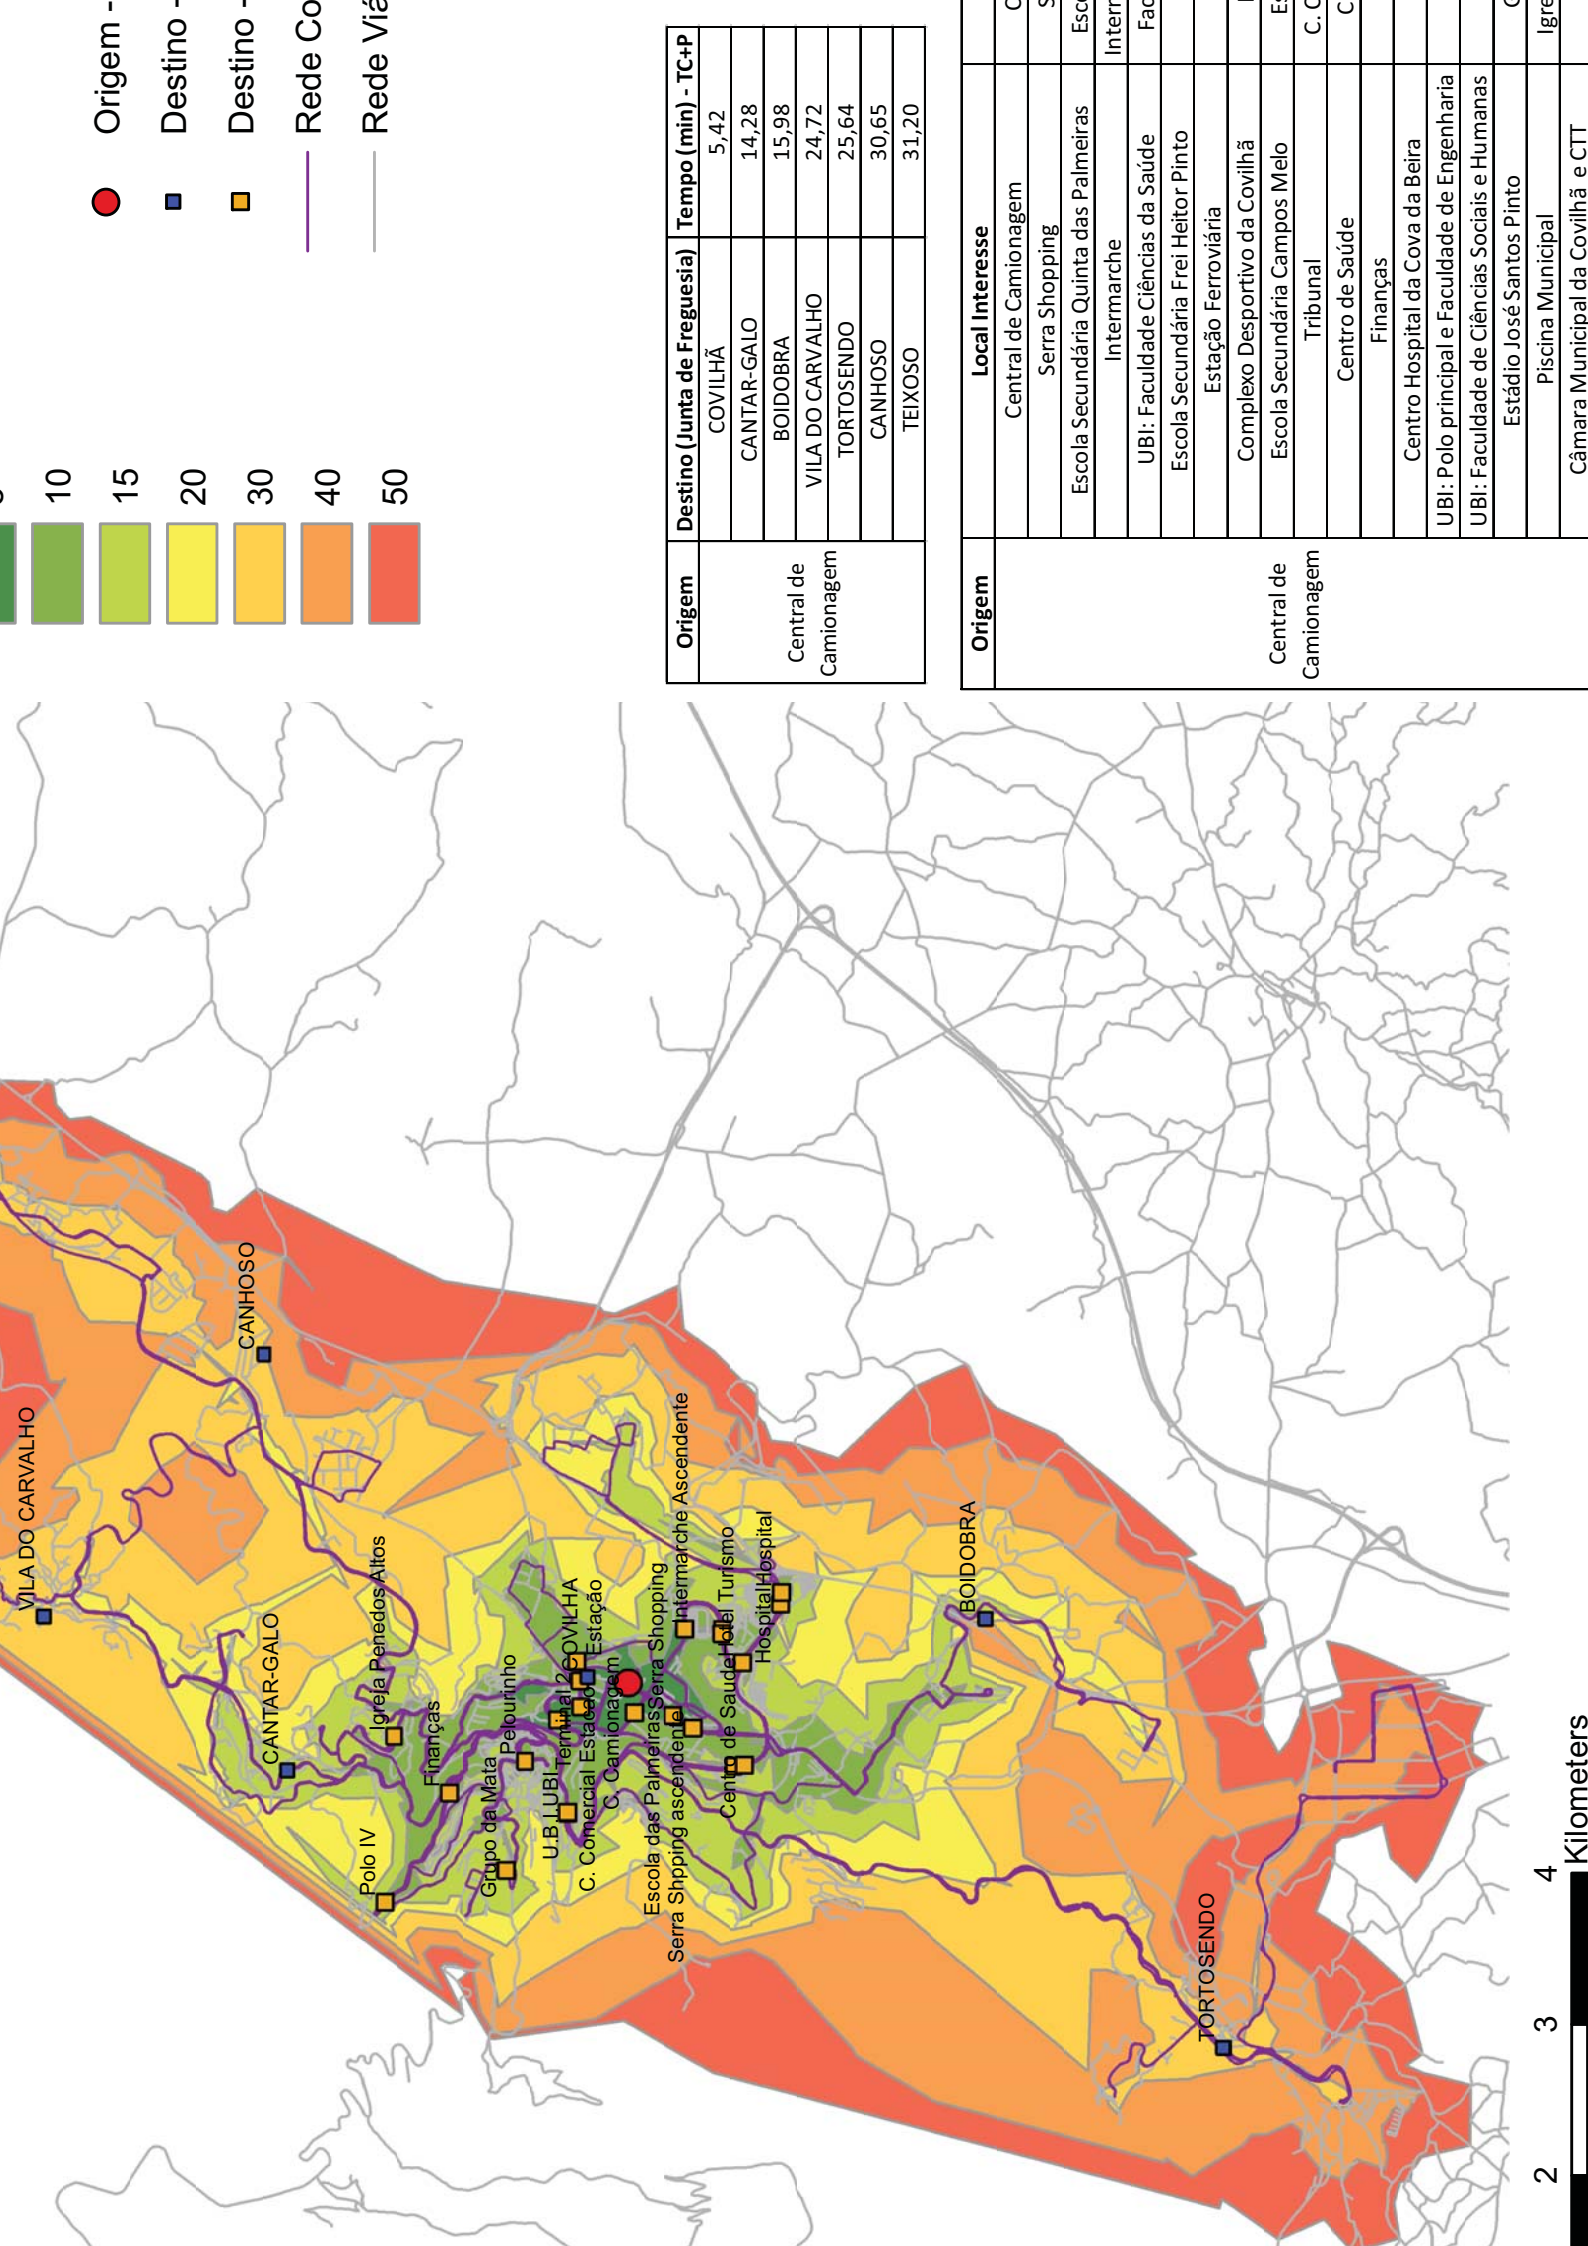 10
15
20
30
40
50
Origem -
Destino -
Destino -
Rede Co
Rede Viá
Origem Destino (Junta de Freguesia) Tempo (min) - TC+P
Central de Camionagem
COVILHÃ 5,42
CANTAR-GALO 14,28
BOIDOBRA 15,98
VILA DO CARVALHO 24,72
TORTOSENDO 25,64
CANHOSO 30,65
TEIXOSO 31,20
Origem Local Interesse
Central de Camionagem
Central de Camionagem
Serra Shopping
Escola Secundária Quinta das Palmeiras
Intermarche
UBI: Faculdade Ciências da Saúde
Escola Secundária Frei Heitor Pinto
Estação Ferroviária
Complexo Desportivo da Covilhã
Escola Secundária Campos Melo
Tribunal
Centro de Saúde
Finanças
Centro Hospital da Cova da Beira
UBI: Polo principal e Faculdade de Engenharia
UBI: Faculdade de Ciências Sociais e Humanas
Estádio José Santos Pinto
Piscina Municipal
Câmara Municipal da Covilhã e CTT
VILA DO CARVALHO
CANHOSO
CANTAR-GALO
Igreja Penedos Altos
Polo IV
Finanças
Grupo da Mata
Pelourinho
U.B.I.UBI
Terminal 2
COVILHA
C. Comercial Estação
Estação
C. Camionagem
Escola das Palmeiras
Serra Shopping
Serra Shpping ascendente
Intermarche Ascendente
Centro de Saude
Hotel Turismo
Hospital
Hospital
BOIDOBRA
TORTOSENDO
2 3 4
Kilometers